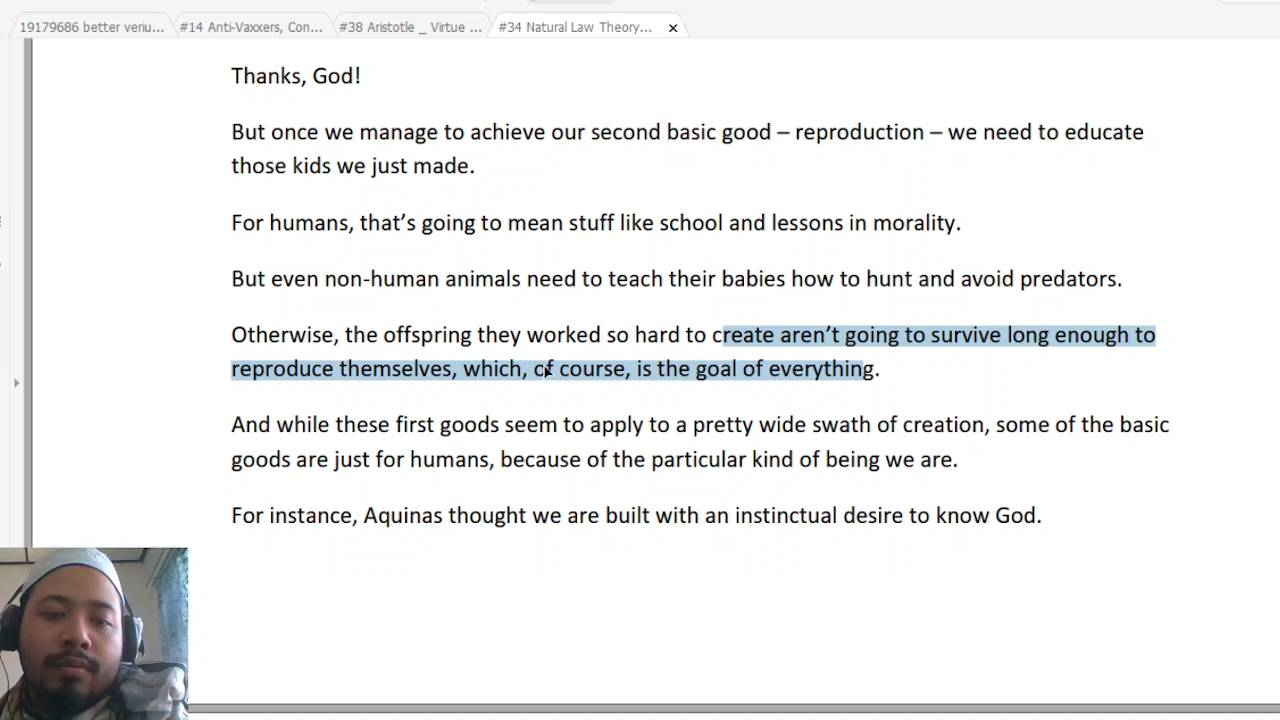 19179686 better veriu... #14 Anti-Vaxxers, Con... #38 Aristotle _ Virtue ... #34 Natural Law Theory...
Thanks, God!
But once we manage to achieve our second basic good – reproduction – we need to educate
those kids we just made.
For humans, that’s going to mean stuff like school and lessons in morality.
But even non-human animals need to teach their babies how to hunt and avoid predators.
Otherwise, the offspring they worked so hard to create aren’t going to survive long enough to
reproduce themselves, which, of course, is the goal of everything.
And while these first goods seem to apply to a pretty wide swath of creation, some of the basic
goods are just for humans, because of the particular kind of being we are.
For instance, Aquinas thought we are built with an instinctual desire to know God.